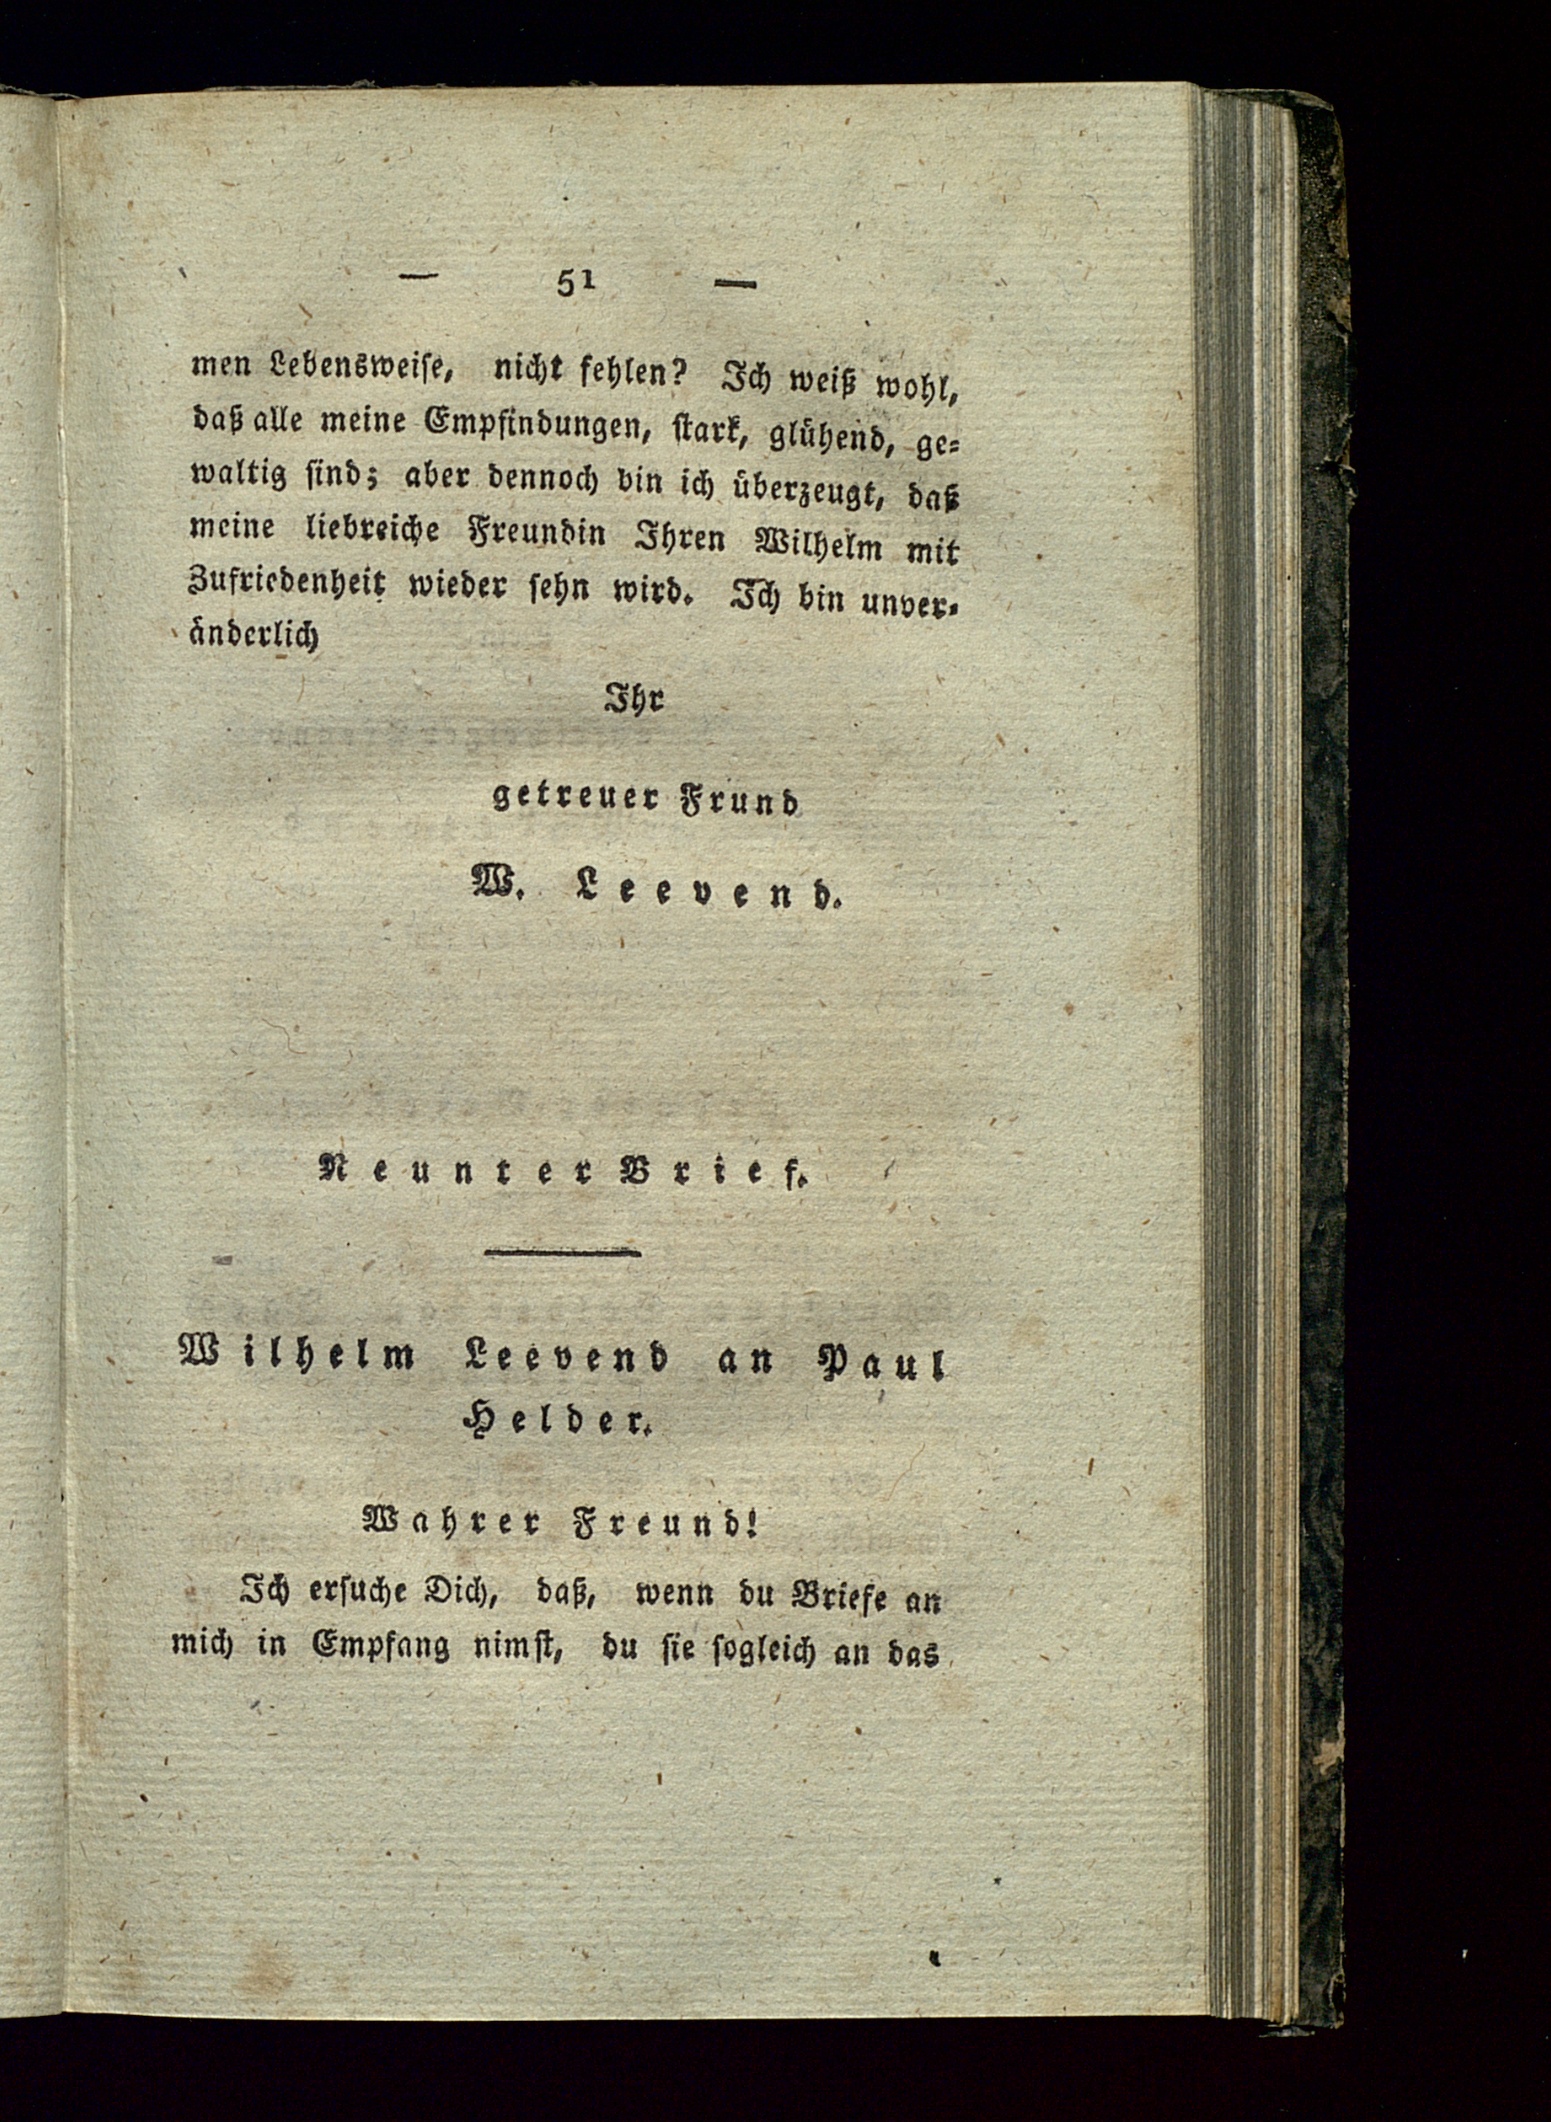 — 51 —
men Lebensweise, nicht fehlen? Ich weiß wohl,
daß alle meine Empfindungen, stark, glühend, ge-
waltig sind; aber dennoch bin ich überzeugt, daß
meine liebreiche Freundin Ihren Wilhelm mit
Zufriedenheit wieder sehn wird. Ich bin unver-
änderlich
Ihr
getreuer Frund
W. Leevend.
Neunter Brief.
Wilhelm Leevend an Paul
Helder.
Wahrer Freund!
Ich ersuche Dich, daß, wenn du Briefe an
mich in Empfang nimst, du sie sogleich an das